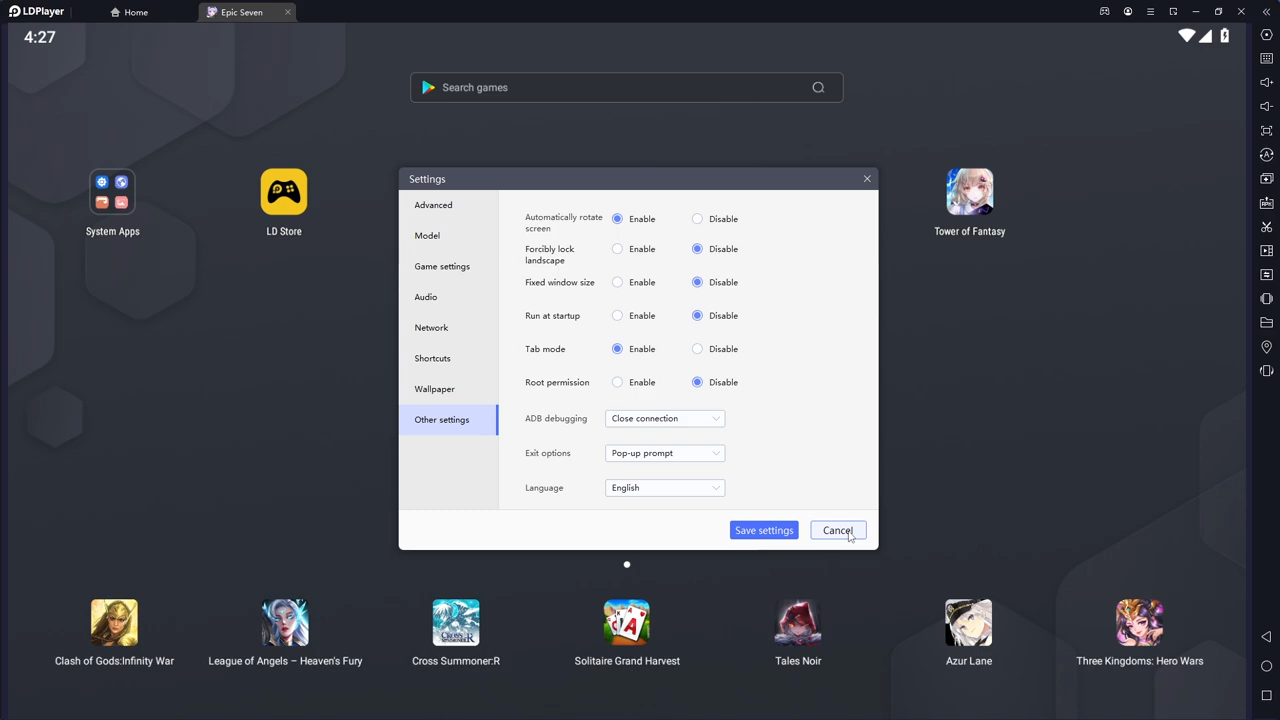 LDPlayer
Home
Epic Seven
4:27
Search games
System Apps
LD Store
Tower of Fantasy
Settings
Advanced
Model
Game settings
Audio
Network
Shortcuts
Wallpaper
Other settings
Automatically rotate
screen
Enable
Disable
Forcibly lock
landscape
Enable
Disable
Fixed window size
Enable
Disable
Run at startup
Enable
Disable
Tab mode
Enable
Disable
Root permission
Enable
Disable
ADB debugging
Close connection
Exit options
Pop-up prompt
Language
English
Save settings
Cancel
Clash of Gods:Infinity War
League of Angels – Heaven's Fury
Cross Summoner:R
Solitaire Grand Harvest
Tales Noir
Azur Lane
Three Kingdoms: Hero Wars